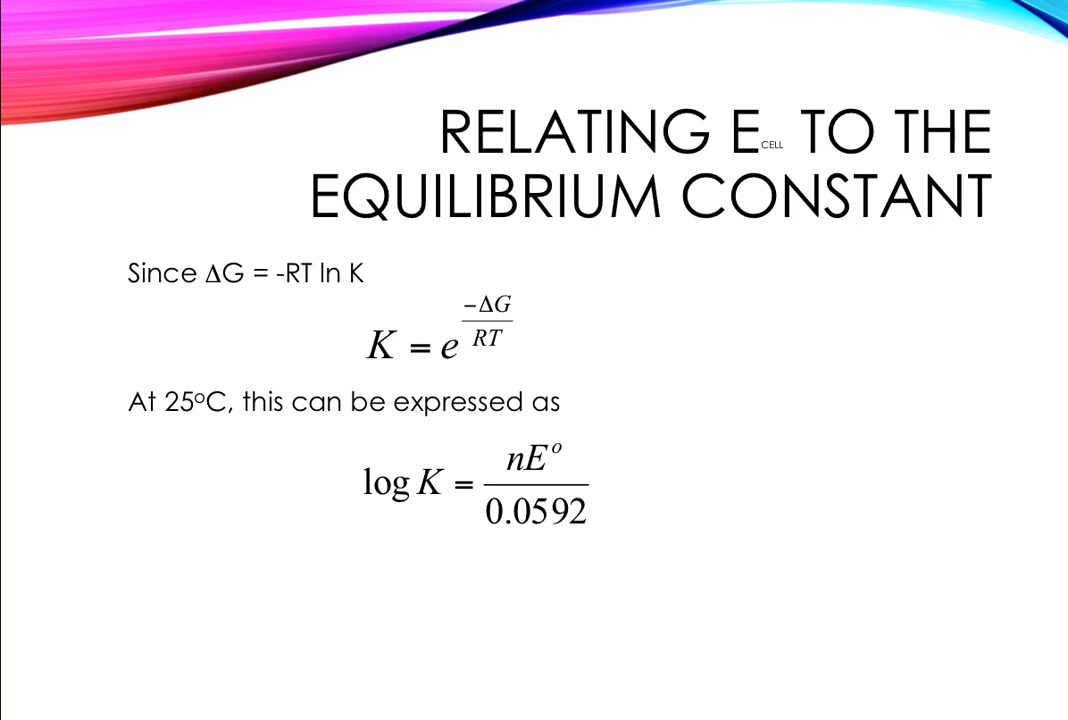 RELATING E CELL TO THE
EQUILIBRIUM CONSTANT
Since ΔG = -RT ln K
K = e^(−ΔG/RT)
At 25°C, this can be expressed as
log K = nE°/0.0592